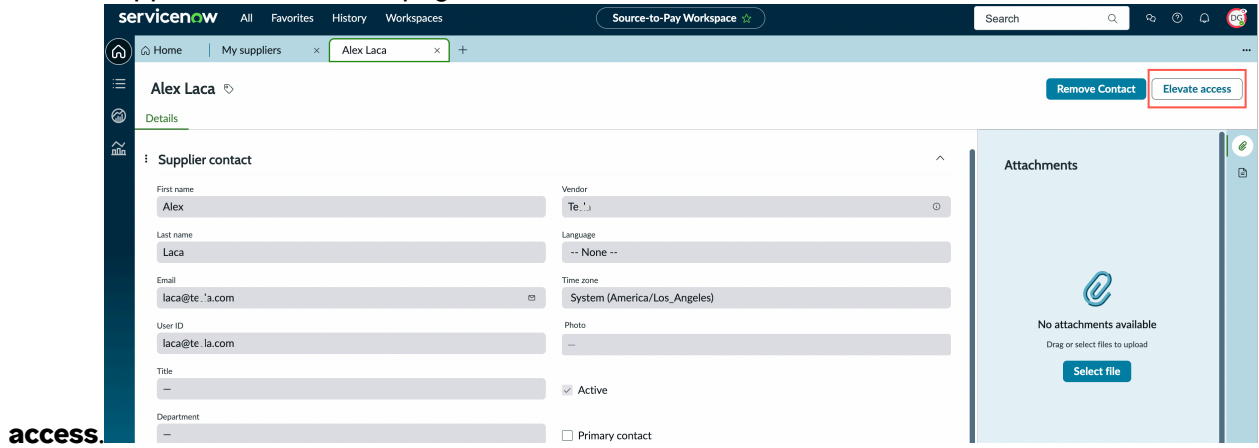 servicenow All Favorites History Workspaces Source-to-Pay Workspace ☆ Search DG
Home My suppliers × Alex Laca × +
Alex Laca
Remove Contact Elevate access
Details
Supplier contact
Attachments
First name
Alex
Vendor
Last name
Laca
Language
-- None --
Email
Time zone
System (America/Los_Angeles)
User ID
Photo
—
Title
—
Active
Department
—
Primary contact
No attachments available
Drag or select files to upload
Select file
access.